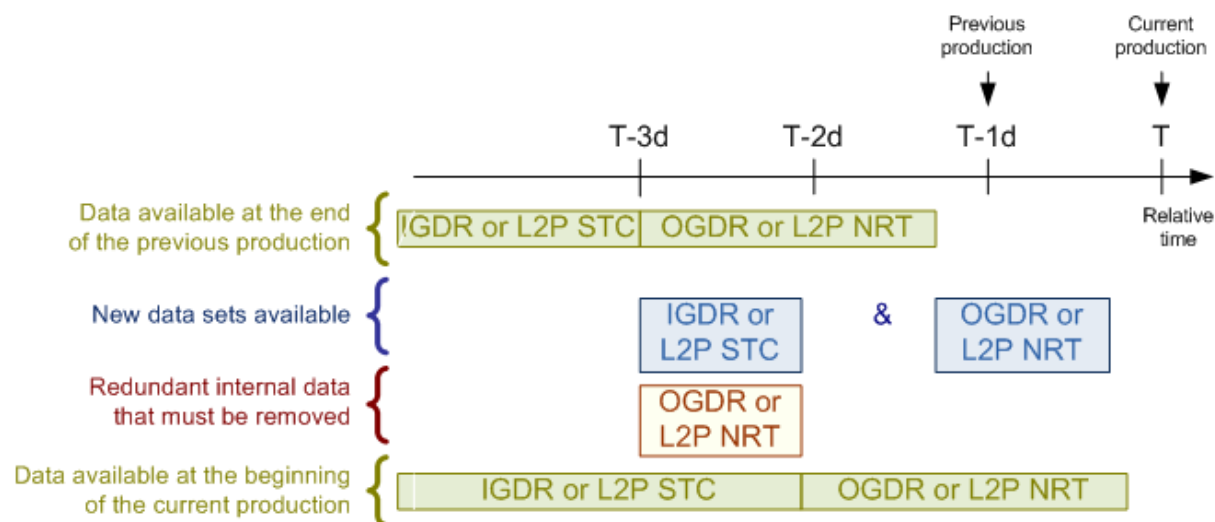 Previous
production
Current
production
T-3d
T-2d
T-1d
T
Relative
time
Data available at the end
of the previous production
IGDR or L2P STC
OGDR or L2P NRT
New data sets available
IGDR or
L2P STC
&
OGDR or
L2P NRT
Redundant internal data
that must be removed
OGDR or
L2P NRT
Data available at the beginning
of the current production
IGDR or L2P STC
OGDR or L2P NRT